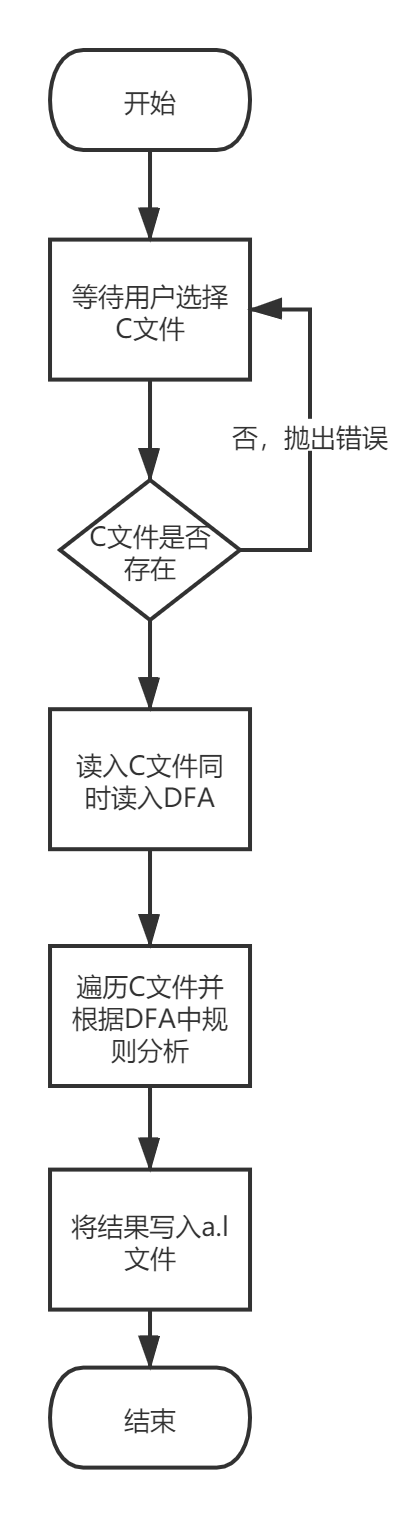 开始
等待用户选择
C文件
否，抛出错误
C文件是否
存在
读入C文件同
时读入DFA
遍历C文件并
根据DFA中规
则分析
将结果写入a.l
文件
结束